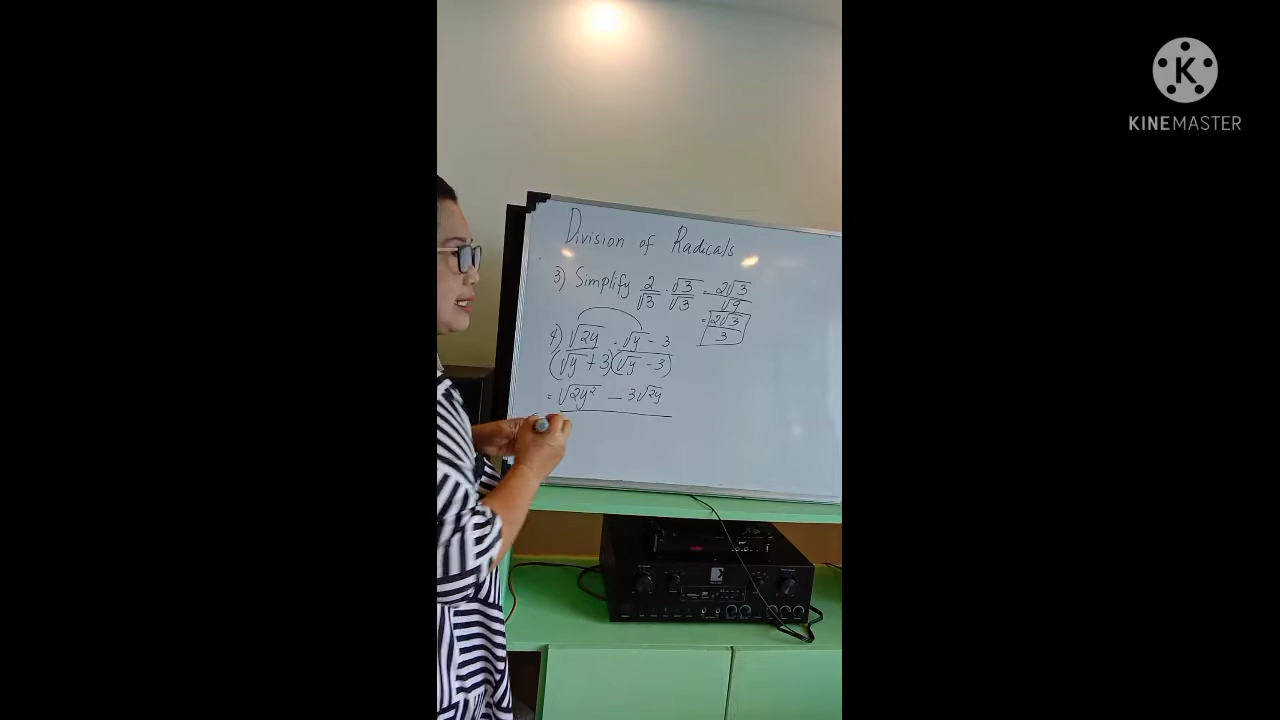 Division of Radicals
3) Simplify 2/√3 · √3/√3 = 2√3/√9
= 2√3/3
4) √2y/(√y + 3) · √y - 3/(√y - 3)
= √2y² - 3√2y
KINEMASTER